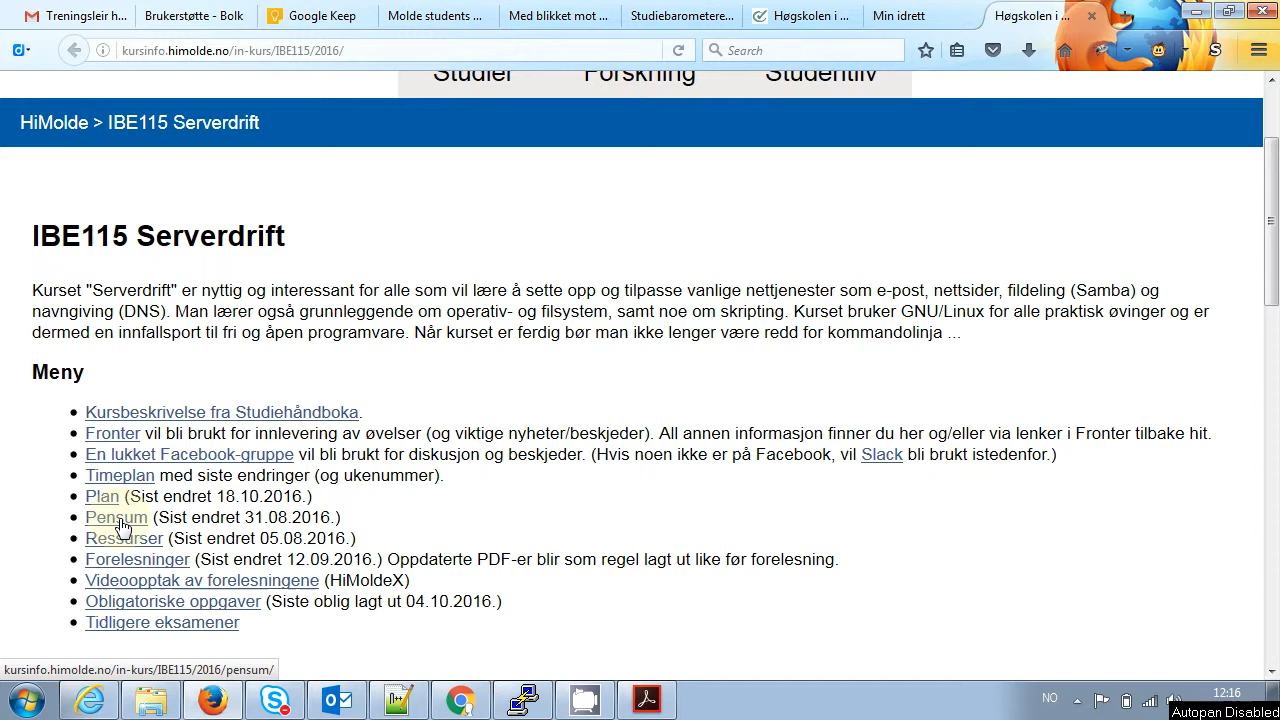 Treningsleir h...
Brukerstøtte - Bolk
Google Keep
Molde students ...
Med blikket mot ...
Studiebarometere...
Høgskolen i ...
Min idrett
Høgskolen i ...
kursinfo.himolde.no/in-kurs/IBE115/2016/
Search
S
Studier
Forskning
Studentliv
HiMolde > IBE115 Serverdrift
IBE115 Serverdrift
Kurset "Serverdrift" er nyttig og interessant for alle som vil lære å sette opp og tilpasse vanlige nettjenester som e-post, nettsider, fildeling (Samba) og
navngiving (DNS). Man lærer også grunnleggende om operativ- og filsystem, samt noe om skripting. Kurset bruker GNU/Linux for alle praktisk øvinger og er
dermed en innfallsport til fri og åpen programvare. Når kurset er ferdig bør man ikke lenger være redd for kommandolinja ...
Meny
Kursbeskrivelse fra Studiehåndboka.
Fronter vil bli brukt for innlevering av øvelser (og viktige nyheter/beskjeder). All annen informasjon finner du her og/eller via lenker i Fronter tilbake hit.
En lukket Facebook-gruppe vil bli brukt for diskusjon og beskjeder. (Hvis noen ikke er på Facebook, vil Slack bli brukt istedenfor.)
Timeplan med siste endringer (og ukenummer).
Plan (Sist endret 18.10.2016.)
Pensum (Sist endret 31.08.2016.)
Ressurser (Sist endret 05.08.2016.)
Forelesninger (Sist endret 12.09.2016.) Oppdaterte PDF-er blir som regel lagt ut like før forelesning.
Videoopptak av forelesningene (HiMoldeX)
Obligatoriske oppgaver (Siste oblig lagt ut 04.10.2016.)
Tidligere eksamener
kursinfo.himolde.no/in-kurs/IBE115/2016/pensum/
NO
12:16
Autopan Disabled